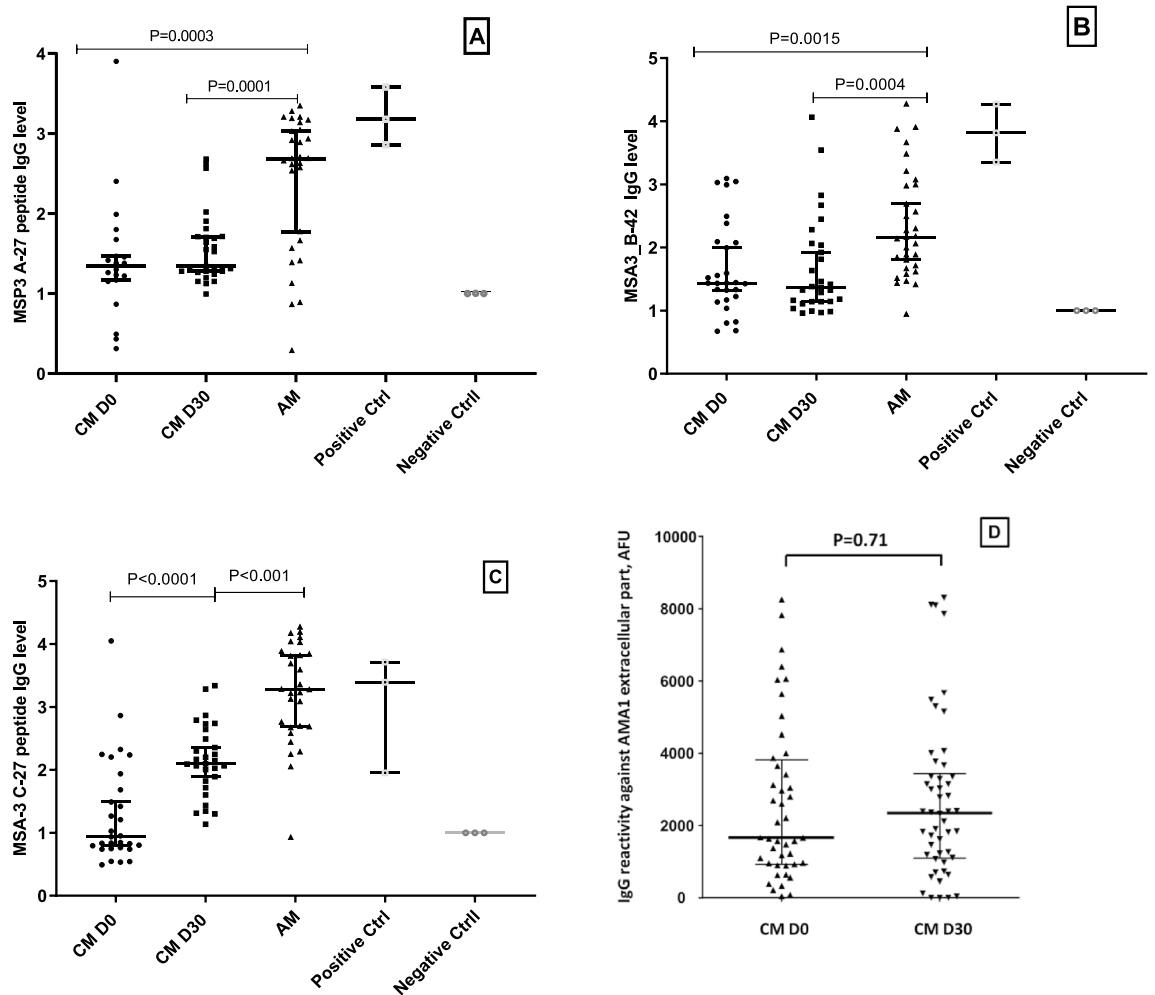 A
P=0.0003
P=0.0001
MSP3 A-27 peptide IgG level
4
3
2
1
0
CM D0
CM D30
AM
Positive Ctrl
Negative Ctrll
B
P=0.0015
P=0.0004
MSA3_B-42 IgG level
5
4
3
2
1
0
CM D0
CM D30
AM
Positive Ctrl
Negative Ctrl
C
P<0.0001
P<0.001
MSA-3 C-27 peptide IgG level
5
4
3
2
1
0
CM D0
CM D30
AM
Positive Ctrl
Negative Ctrll
D
P=0.71
IgG reactivity against AMA1 extracellular part, AFU
10000
8000
6000
4000
2000
0
CM D0
CM D30